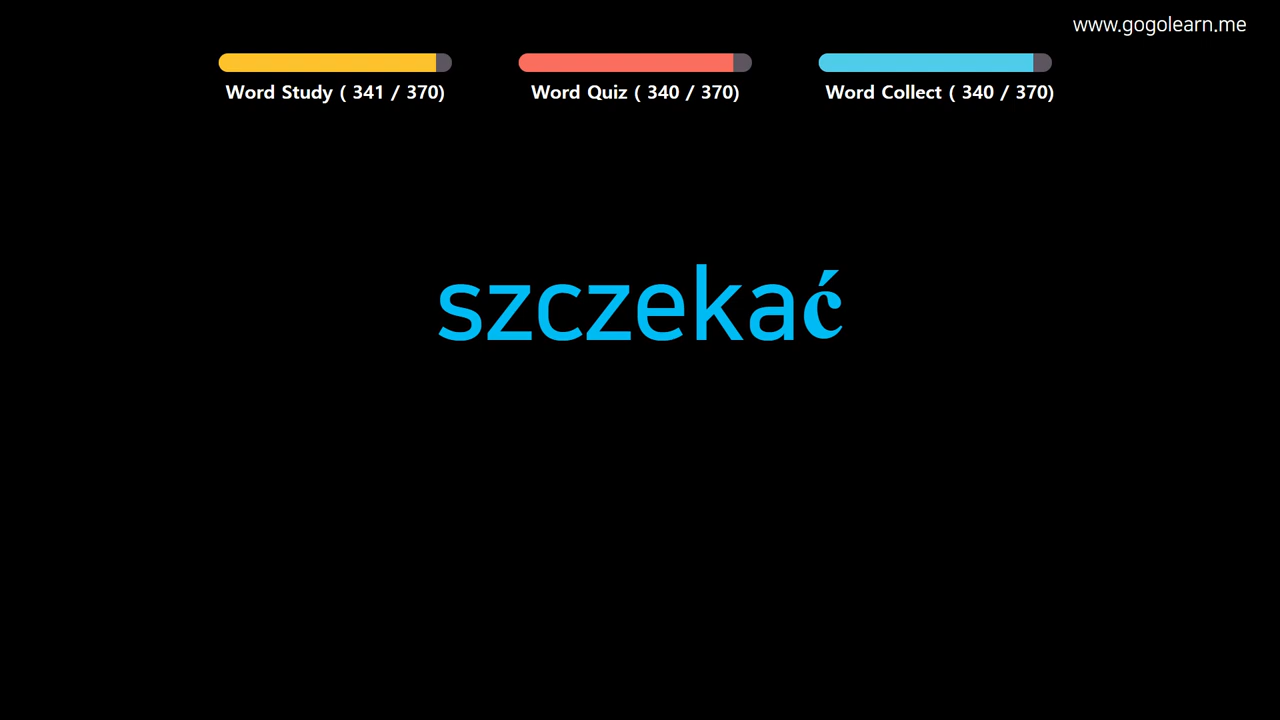 www.gogolearn.me
Word Study ( 341 / 370)
Word Quiz ( 340 / 370)
Word Collect ( 340 / 370)
szczekać